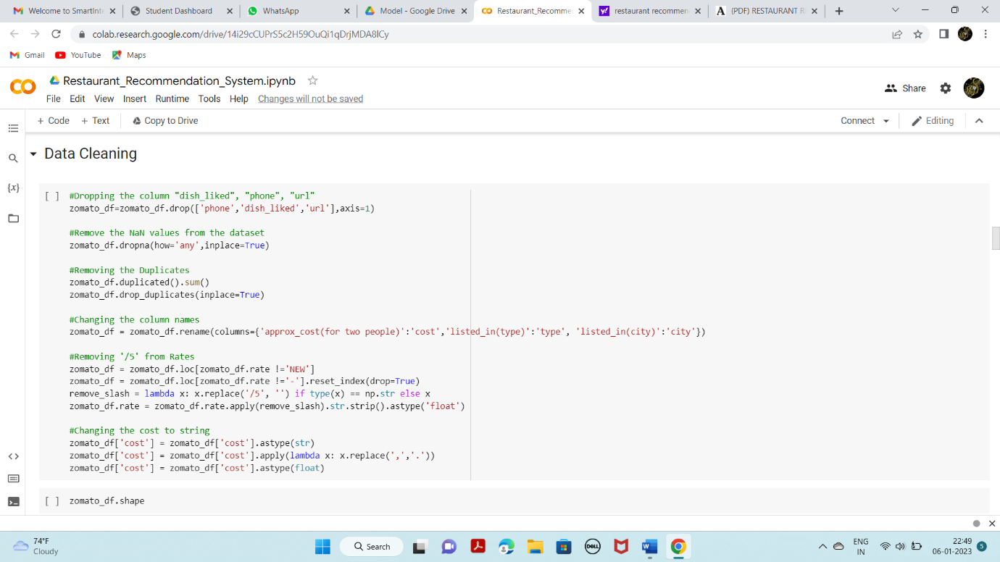 Welcome to SmartInte
Student Dashboard
WhatsApp
Model - Google Drive
Restaurant_Recomme
restaurant recommen
(PDF) RESTAURANT R
colab.research.google.com/drive/14i29cCUPrS5c2H59OuQi1qDrjMDA8lCy
Gmail YouTube Maps
Restaurant_Recommendation_System.ipynb
File Edit View Insert Runtime Tools Help Changes will not be saved
Share
+ Code + Text Copy to Drive
Connect Editing
Data Cleaning
[ ] #Dropping the column "dish_liked", "phone", "url"
zomato_df=zomato_df.drop(['phone','dish_liked','url'],axis=1)
#Remove the NaN values from the dataset
zomato_df.dropna(how='any',inplace=True)
#Removing the Duplicates
zomato_df.duplicated().sum()
zomato_df.drop_duplicates(inplace=True)
#Changing the column names
zomato_df = zomato_df.rename(columns={'approx_cost(for two people)':'cost','listed_in(type)':'type', 'listed_in(city)':'city'})
#Removing '/5' from Rates
zomato_df = zomato_df.loc[zomato_df.rate !='NEW']
zomato_df = zomato_df.loc[zomato_df.rate !='-'].reset_index(drop=True)
remove_slash = lambda x: x.replace('/5', '') if type(x) == np.str else x
zomato_df.rate = zomato_df.rate.apply(remove_slash).str.strip().astype('float')
#Changing the cost to string
zomato_df['cost'] = zomato_df['cost'].astype(str)
zomato_df['cost'] = zomato_df['cost'].apply(lambda x: x.replace(',','.'))
zomato_df['cost'] = zomato_df['cost'].astype(float)
[ ] zomato_df.shape
74°F
Cloudy
Search
DELL
ENG
IN
22:49
06-01-2023
5